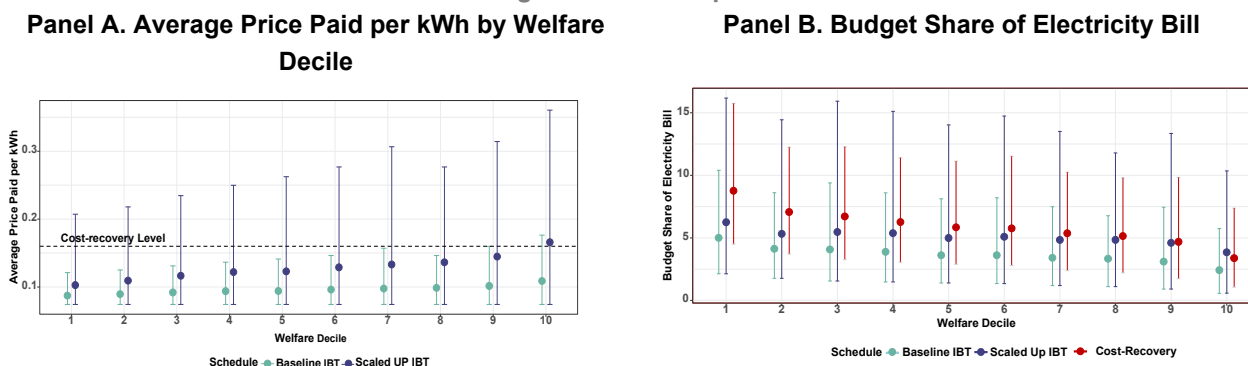 Panel A. Average Price Paid per kWh by Welfare
Decile
Average Price Paid per kWh
0.3
0.2
0.1
Cost-recovery Level
1 2 3 4 5 6 7 8 9 10
Welfare Decile
Schedule Baseline IBT Scaled UP IBT
Panel B. Budget Share of Electricity Bill
Budget Share of Electricity Bill
15
10
5
0
1 2 3 4 5 6 7 8 9 10
Welfare Decile
Schedule Baseline IBT Scaled Up IBT Cost-Recovery